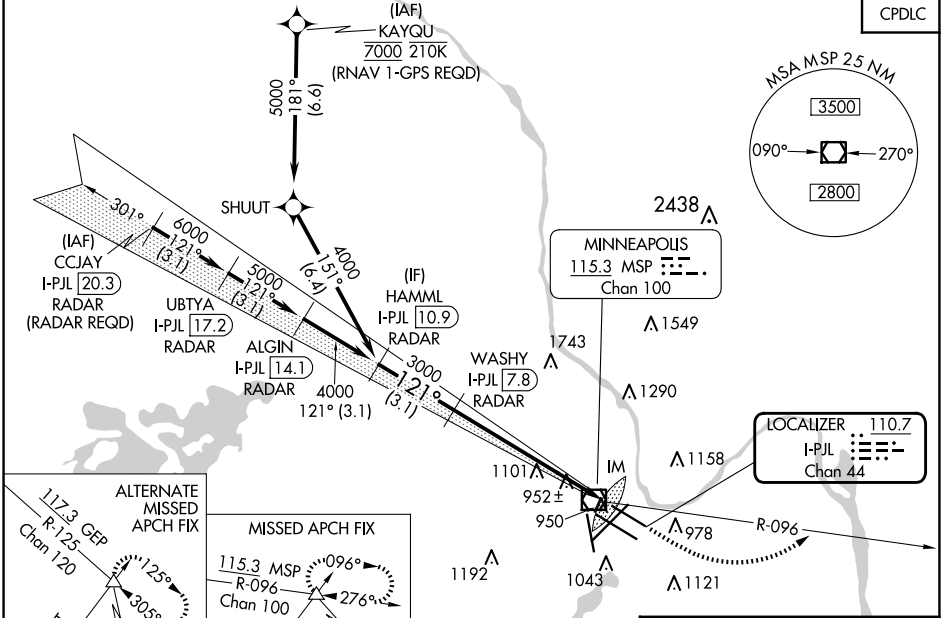 (IAF)
KAYQU
7000 210K
(RNAV 1-GPS REQD)
CPDLC
MSA MSP 25 NM
3500
090°
270°
2800
5000
181°
(6.6)
SHUUT
301°
6000
121°
(3.1)
(IAF)
CCJAY
I-PJL 20.3
RADAR
(RADAR REQD)
5000
121°
(3.1)
UBTYA
I-PJL 17.2
RADAR
ALGIN
I-PJL 14.1
RADAR
4000
121° (3.1)
4000
151°
(6.4)
(IF)
HAMML
I-PJL 10.9
RADAR
3000
121°
(3.1)
WASHY
I-PJL 7.8
RADAR
2438
MINNEAPOLIS
115.3 MSP
Chan 100
1549
1743
1290
LOCALIZER 110.7
I-PJL
Chan 44
1158
1101
IM
952±
950
978
R-096
1192
1043
1121
ALTERNATE
MISSED
APCH FIX
117.3 GEP
R-125
Chan 120
125°
305°
MISSED APCH FIX
115.3 MSP
R-096
Chan 100
096°
276°